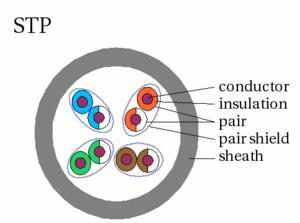 STP
conductor
insulation
pair
pair shield
sheath